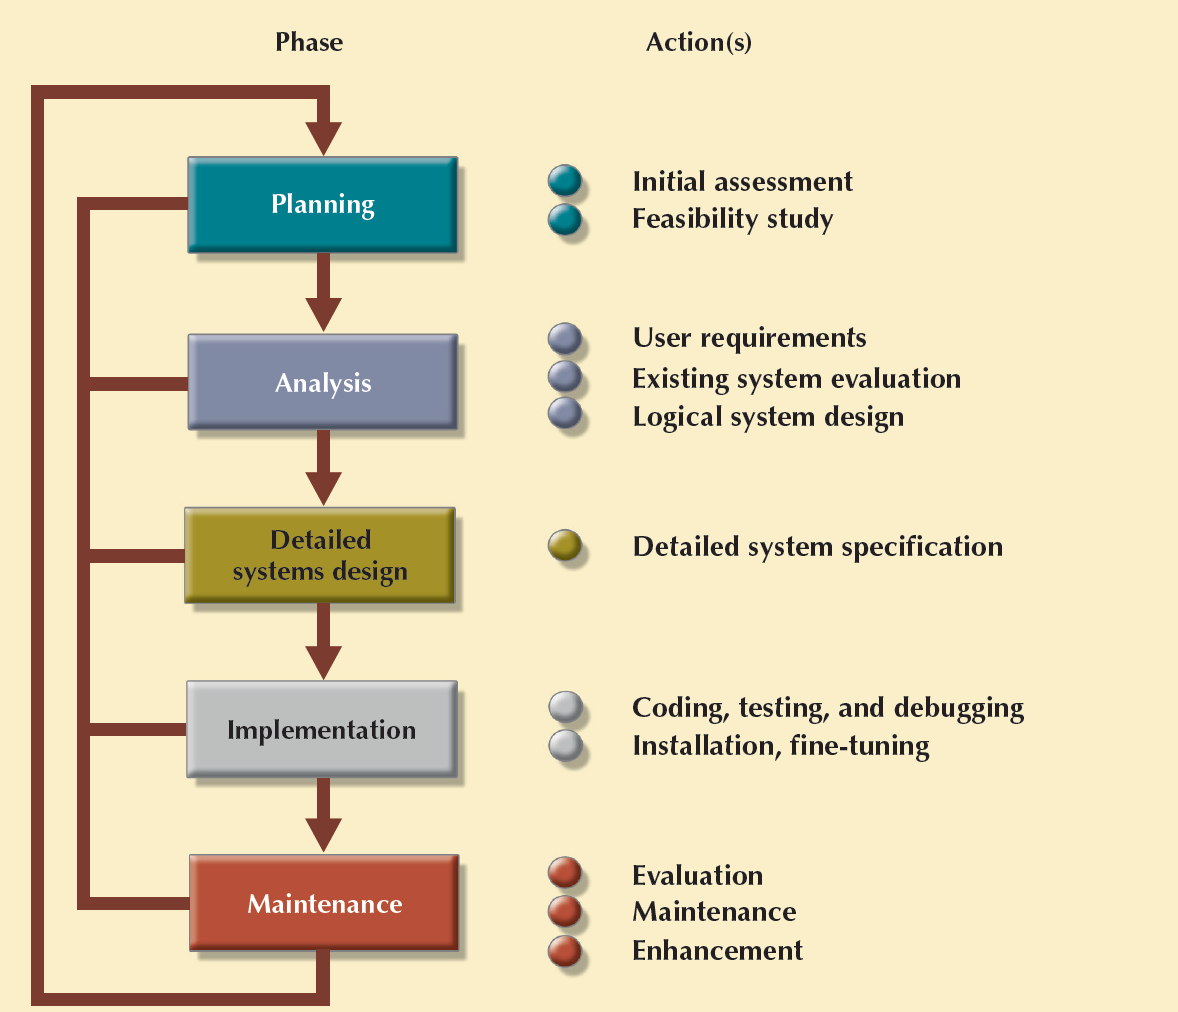 Phase
Action(s)
Planning
Initial assessment
Feasibility study
Analysis
User requirements
Existing system evaluation
Logical system design
Detailed
systems design
Detailed system specification
Implementation
Coding, testing, and debugging
Installation, fine-tuning
Maintenance
Evaluation
Maintenance
Enhancement